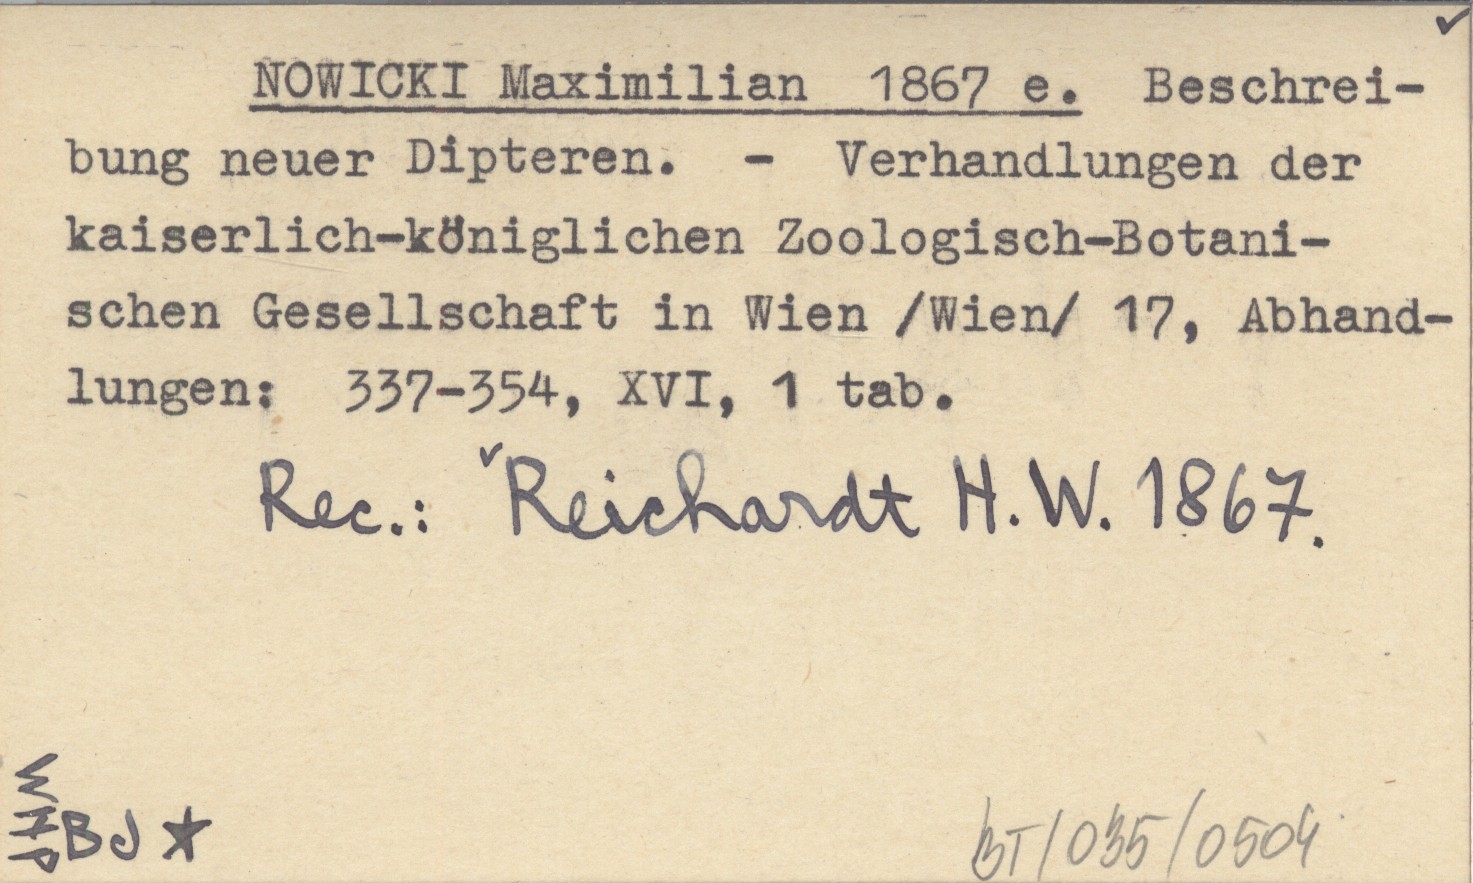 NOWICKI Maximilian 1867 e. Beschrei-
bung neuer Dipteren. - Verhandlungen der
kaiserlich-königlichen Zoologisch-Botani-
schen Gesellschaft in Wien /Wien/ 17, Abhand-
lungen: 337-354, XVI, 1 tab.
Rec.: Reichardt H.W. 1867.
BJ
BT/035/0504